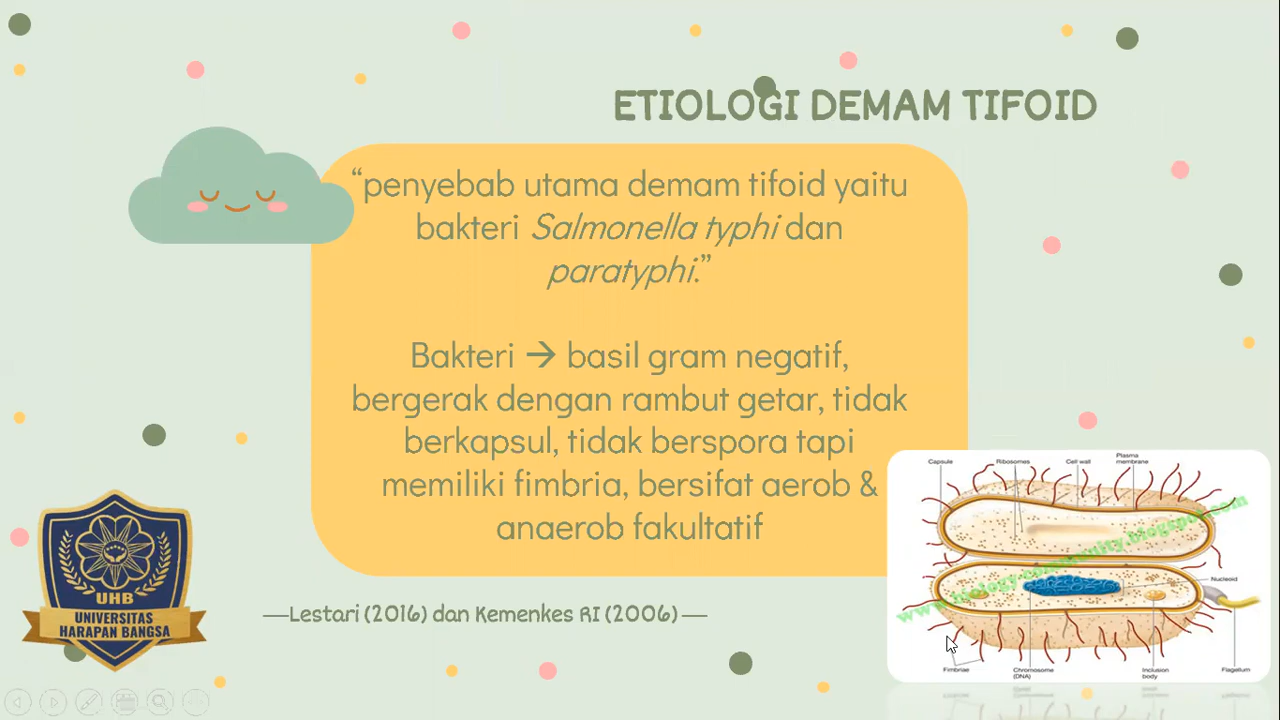 ETIOLOGI DEMAM TIFOID
“penyebab utama demam tifoid yaitu
bakteri Salmonella typhi dan
paratyphi.”
Bakteri → basil gram negatif,
bergerak dengan rambut getar, tidak
berkapsul, tidak berspora tapi
memiliki fimbria, bersifat aerob &
anaerob fakultatif
—Lestari (2016) dan Kemenkes RI (2006) —
UHB
UNIVERSITAS
HARAPAN BANGSA
Capsule Ribosomes Cell wall Plasma
membrane
Nucleoid
Fimbriae Chromosome
(DNA) Inclusion
body Flagellum